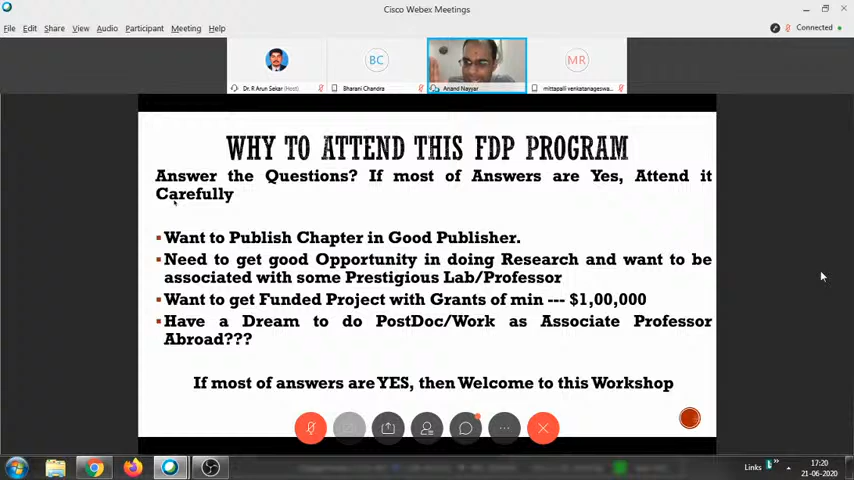 Cisco Webex Meetings
File Edit Share View Audio Participant Meeting Help
Connected
BC
MR
Dr. R Arun Sekar (Host)
Bharani Chandra
Anand Nayyar
mittapalli venkatanageswa...
WHY TO ATTEND THIS FDP PROGRAM
Answer the Questions? If most of Answers are Yes, Attend it
Carefully
Want to Publish Chapter in Good Publisher.
Need to get good Opportunity in doing Research and want to be
associated with some Prestigious Lab/Professor
Want to get Funded Project with Grants of min --- $1,00,000
Have a Dream to do PostDoc/Work as Associate Professor
Abroad???
If most of answers are YES, then Welcome to this Workshop
Links
17:20
21-06-2020